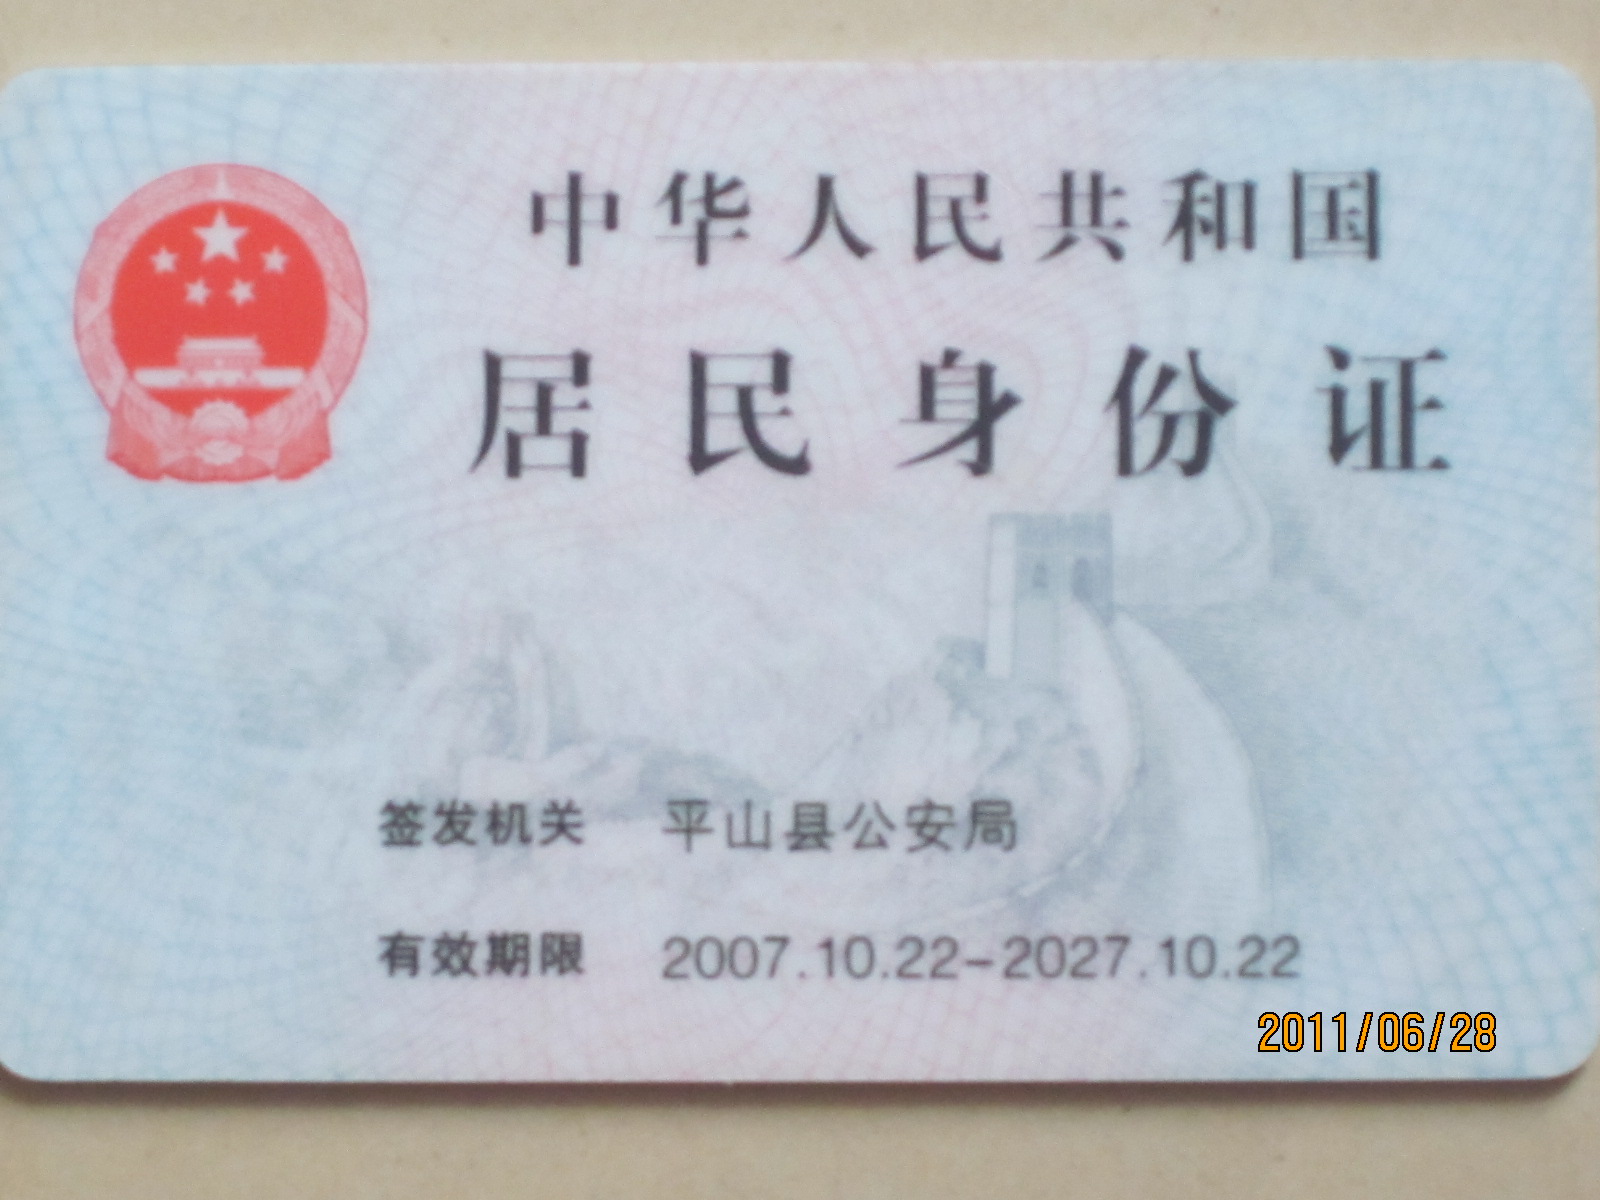 中华人民共和国
居民身份证
签发机关 平山县公安局
有效期限 2007.10.22-2027.10.22
2011/06/28